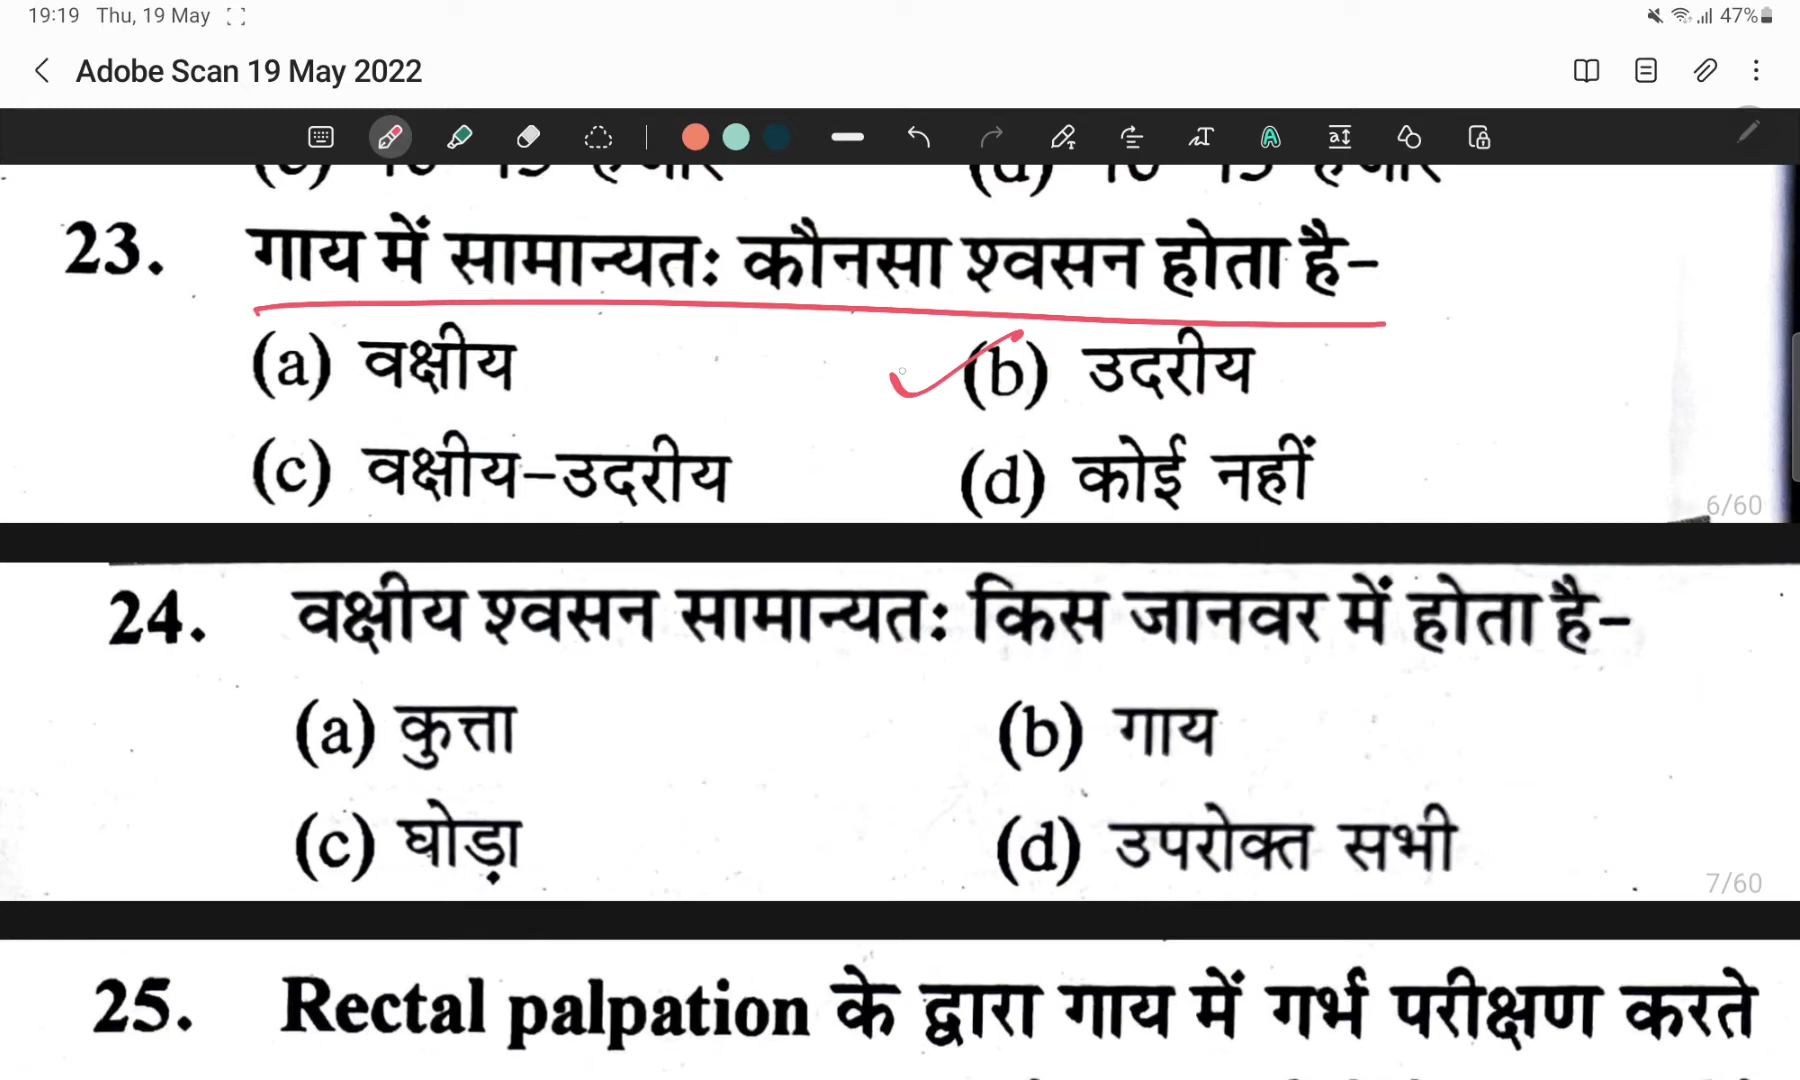 19:19 Thu, 19 May 47%
Adobe Scan 19 May 2022
23. गाय में सामान्यतः कौनसा श्वसन होता है-
(a) वक्षीय (b) उदरीय
(c) वक्षीय-उदरीय (d) कोई नहीं
6/60
24. वक्षीय श्वसन सामान्यतः किस जानवर में होता है-
(a) कुत्ता (b) गाय
(c) घोड़ा (d) उपरोक्त सभी
7/60
25. Rectal palpation के द्वारा गाय में गर्भ परीक्षण करते